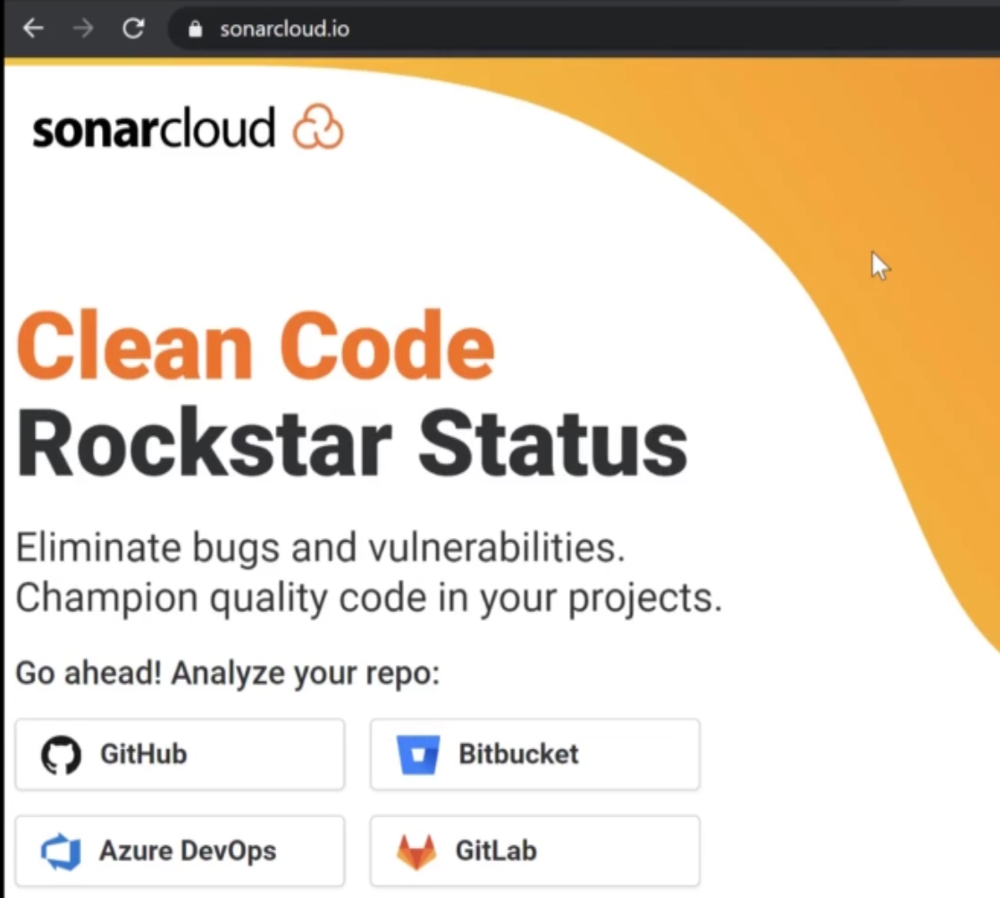 sonarcloud.io
sonarcloud
Clean Code
Rockstar Status
Eliminate bugs and vulnerabilities.
Champion quality code in your projects.
Go ahead! Analyze your repo:
GitHub
Bitbucket
Azure DevOps
GitLab